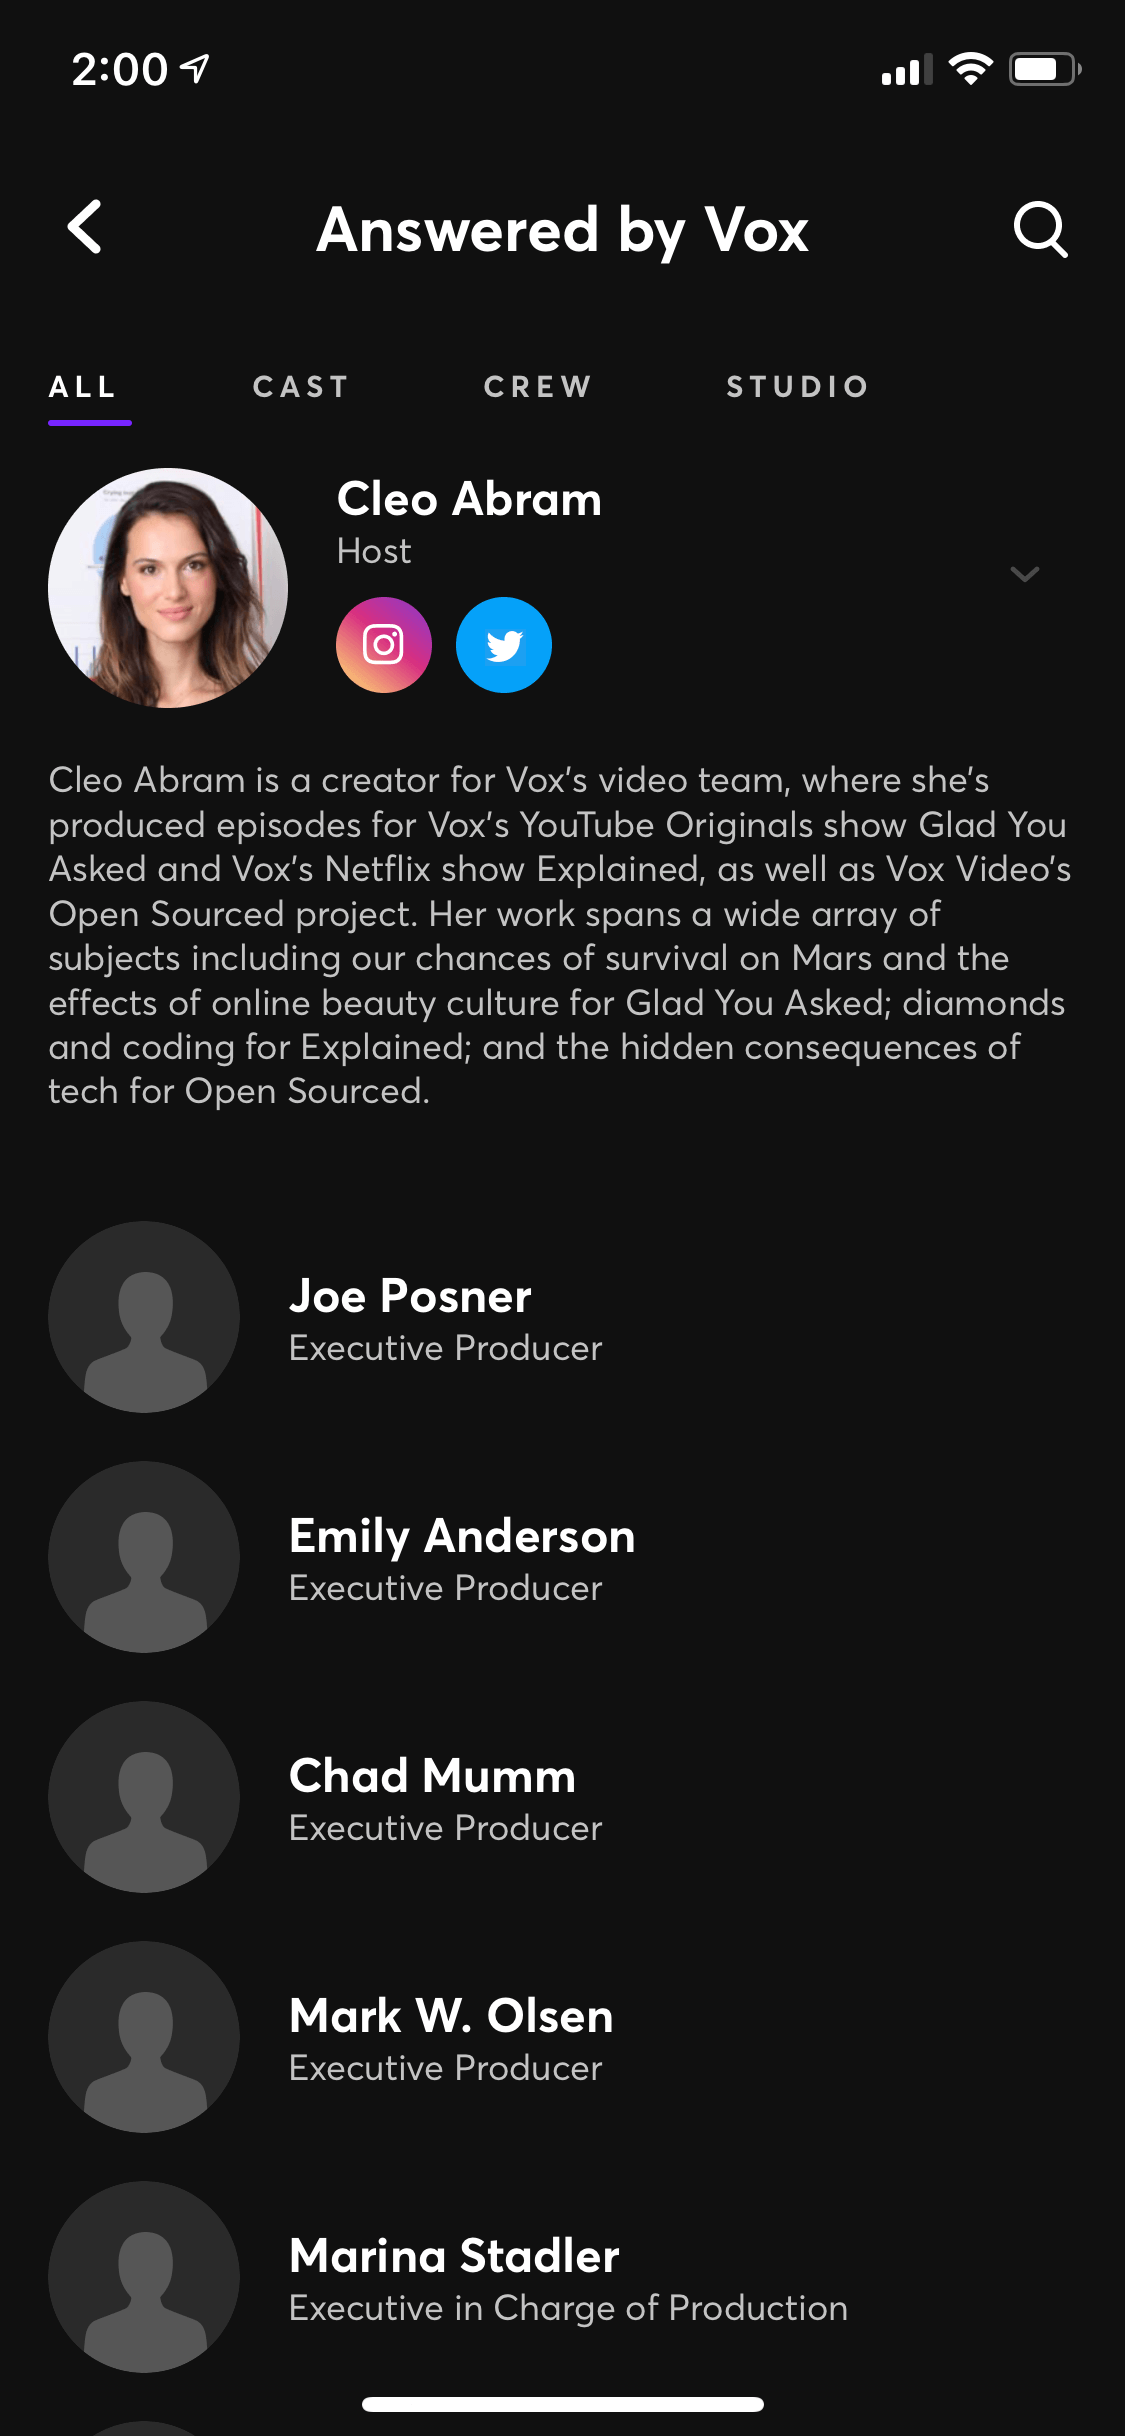 2:00
Answered by Vox
ALL CAST CREW STUDIO
Cleo Abram
Host
Cleo Abram is a creator for Vox's video team, where she's
produced episodes for Vox's YouTube Originals show Glad You
Asked and Vox's Netflix show Explained, as well as Vox Video's
Open Sourced project. Her work spans a wide array of
subjects including our chances of survival on Mars and the
effects of online beauty culture for Glad You Asked; diamonds
and coding for Explained; and the hidden consequences of
tech for Open Sourced.
Joe Posner
Executive Producer
Emily Anderson
Executive Producer
Chad Mumm
Executive Producer
Mark W. Olsen
Executive Producer
Marina Stadler
Executive in Charge of Production